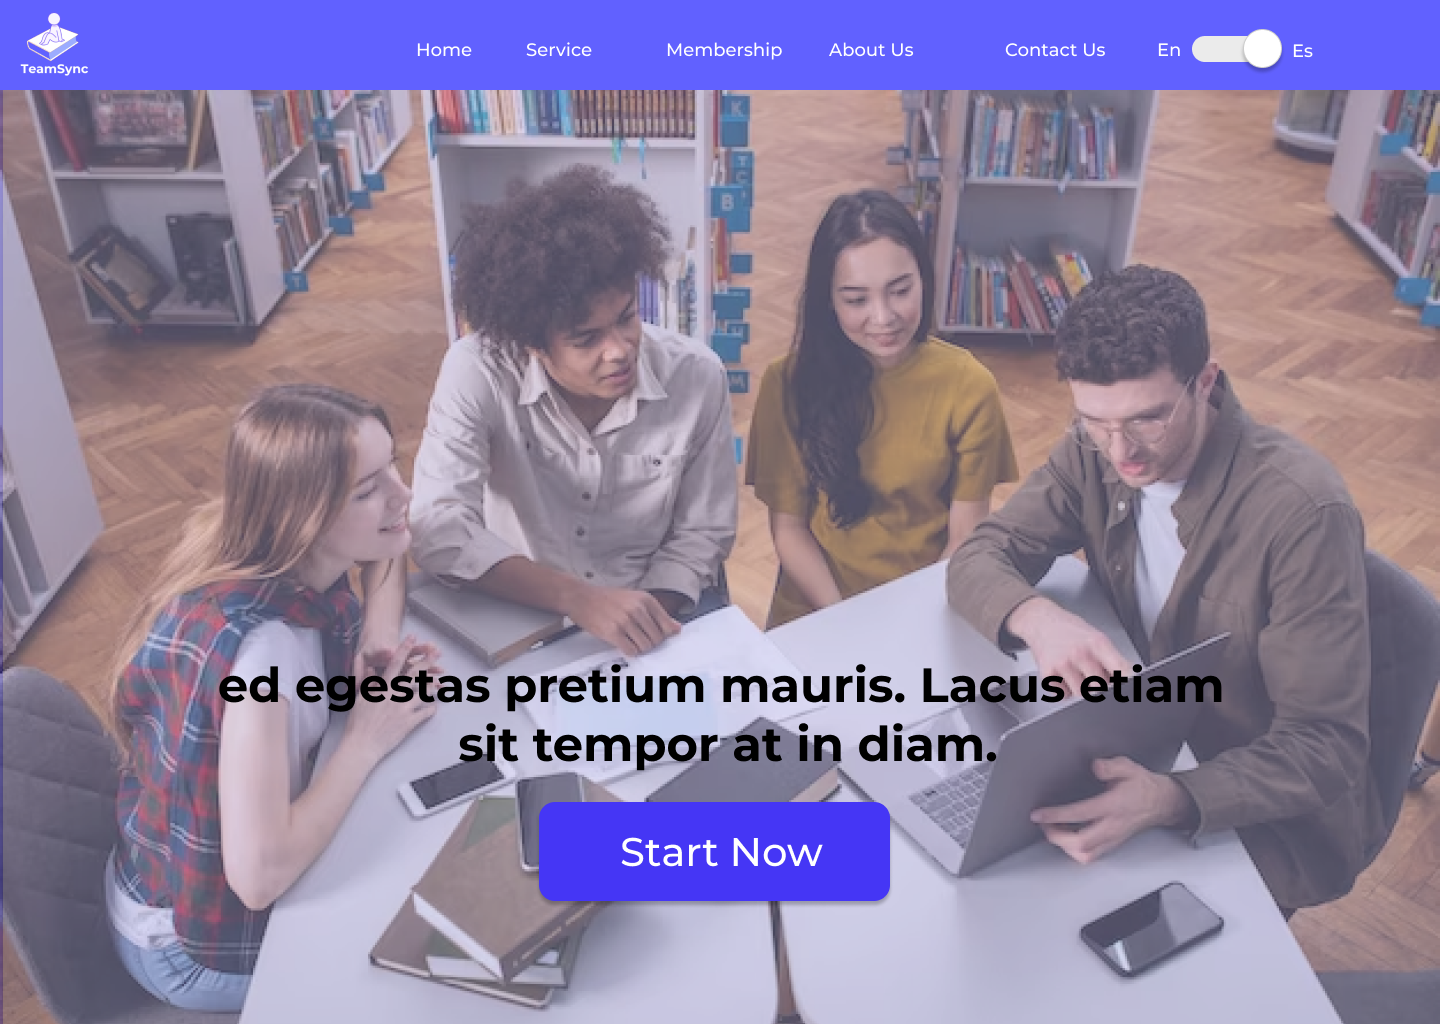 TeamSync
Home Service Membership About Us Contact Us En Es
K
B
T
H
M
ed egestas pretium mauris. Lacus etiam
sit tempor at in diam.
Start Now